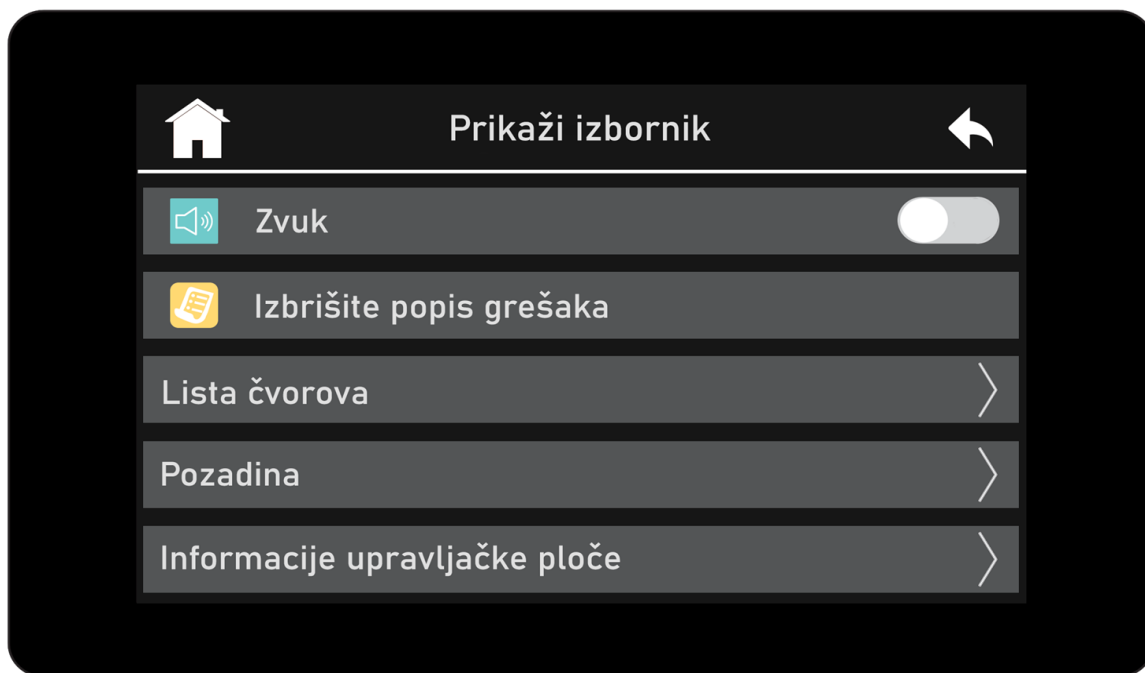 Prikaži izbornik
Zvuk
Izbrišite popis grešaka
Lista čvorova
Pozadina
Informacije upravljačke ploče